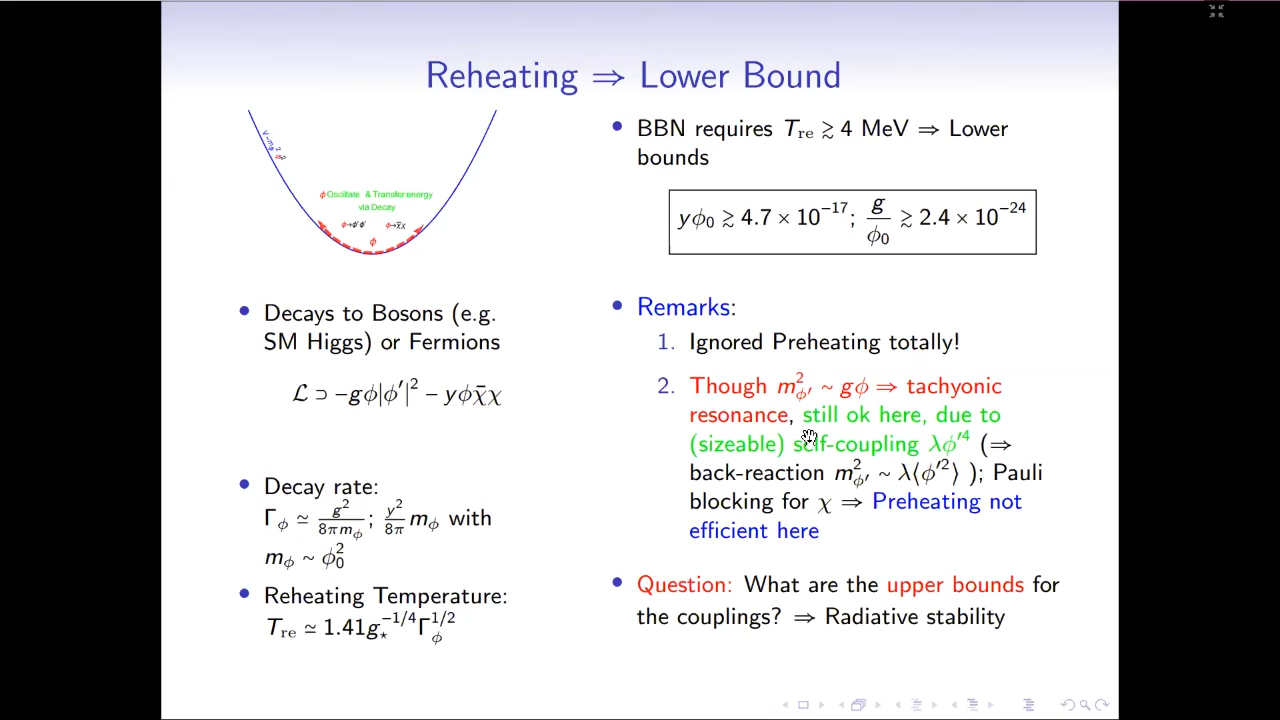 Reheating ⇒ Lower Bound
V~m_ϕ^2 ϕ^2
ϕ Oscillate & Transfer energy
via Decay
ϕ→ϕ′ϕ′ ϕ→χ̄χ
ϕ
• Decays to Bosons (e.g.
SM Higgs) or Fermions
ℒ ⊃ −gϕ|ϕ′|² − yϕχ̄χ
• Decay rate:
Γ_ϕ ≃ g²/(8πm_ϕ) ; y²/(8π) m_ϕ with
m_ϕ ∼ ϕ₀²
• Reheating Temperature:
T_re ≃ 1.41g_⋆^{−1/4}Γ_ϕ^{1/2}
• BBN requires T_re ≳ 4 MeV ⇒ Lower
bounds
yϕ₀ ≳ 4.7 × 10⁻¹⁷; g/ϕ₀ ≳ 2.4 × 10⁻²⁴
• Remarks:
1. Ignored Preheating totally!
2. Though m²_ϕ′ ∼ gϕ ⇒ tachyonic
resonance, still ok here, due to
(sizeable) self-coupling λϕ′⁴ (⇒
back-reaction m²_ϕ′ ∼ λ⟨ϕ′²⟩ ); Pauli
blocking for χ ⇒ Preheating not
efficient here
• Question: What are the upper bounds for
the couplings? ⇒ Radiative stability